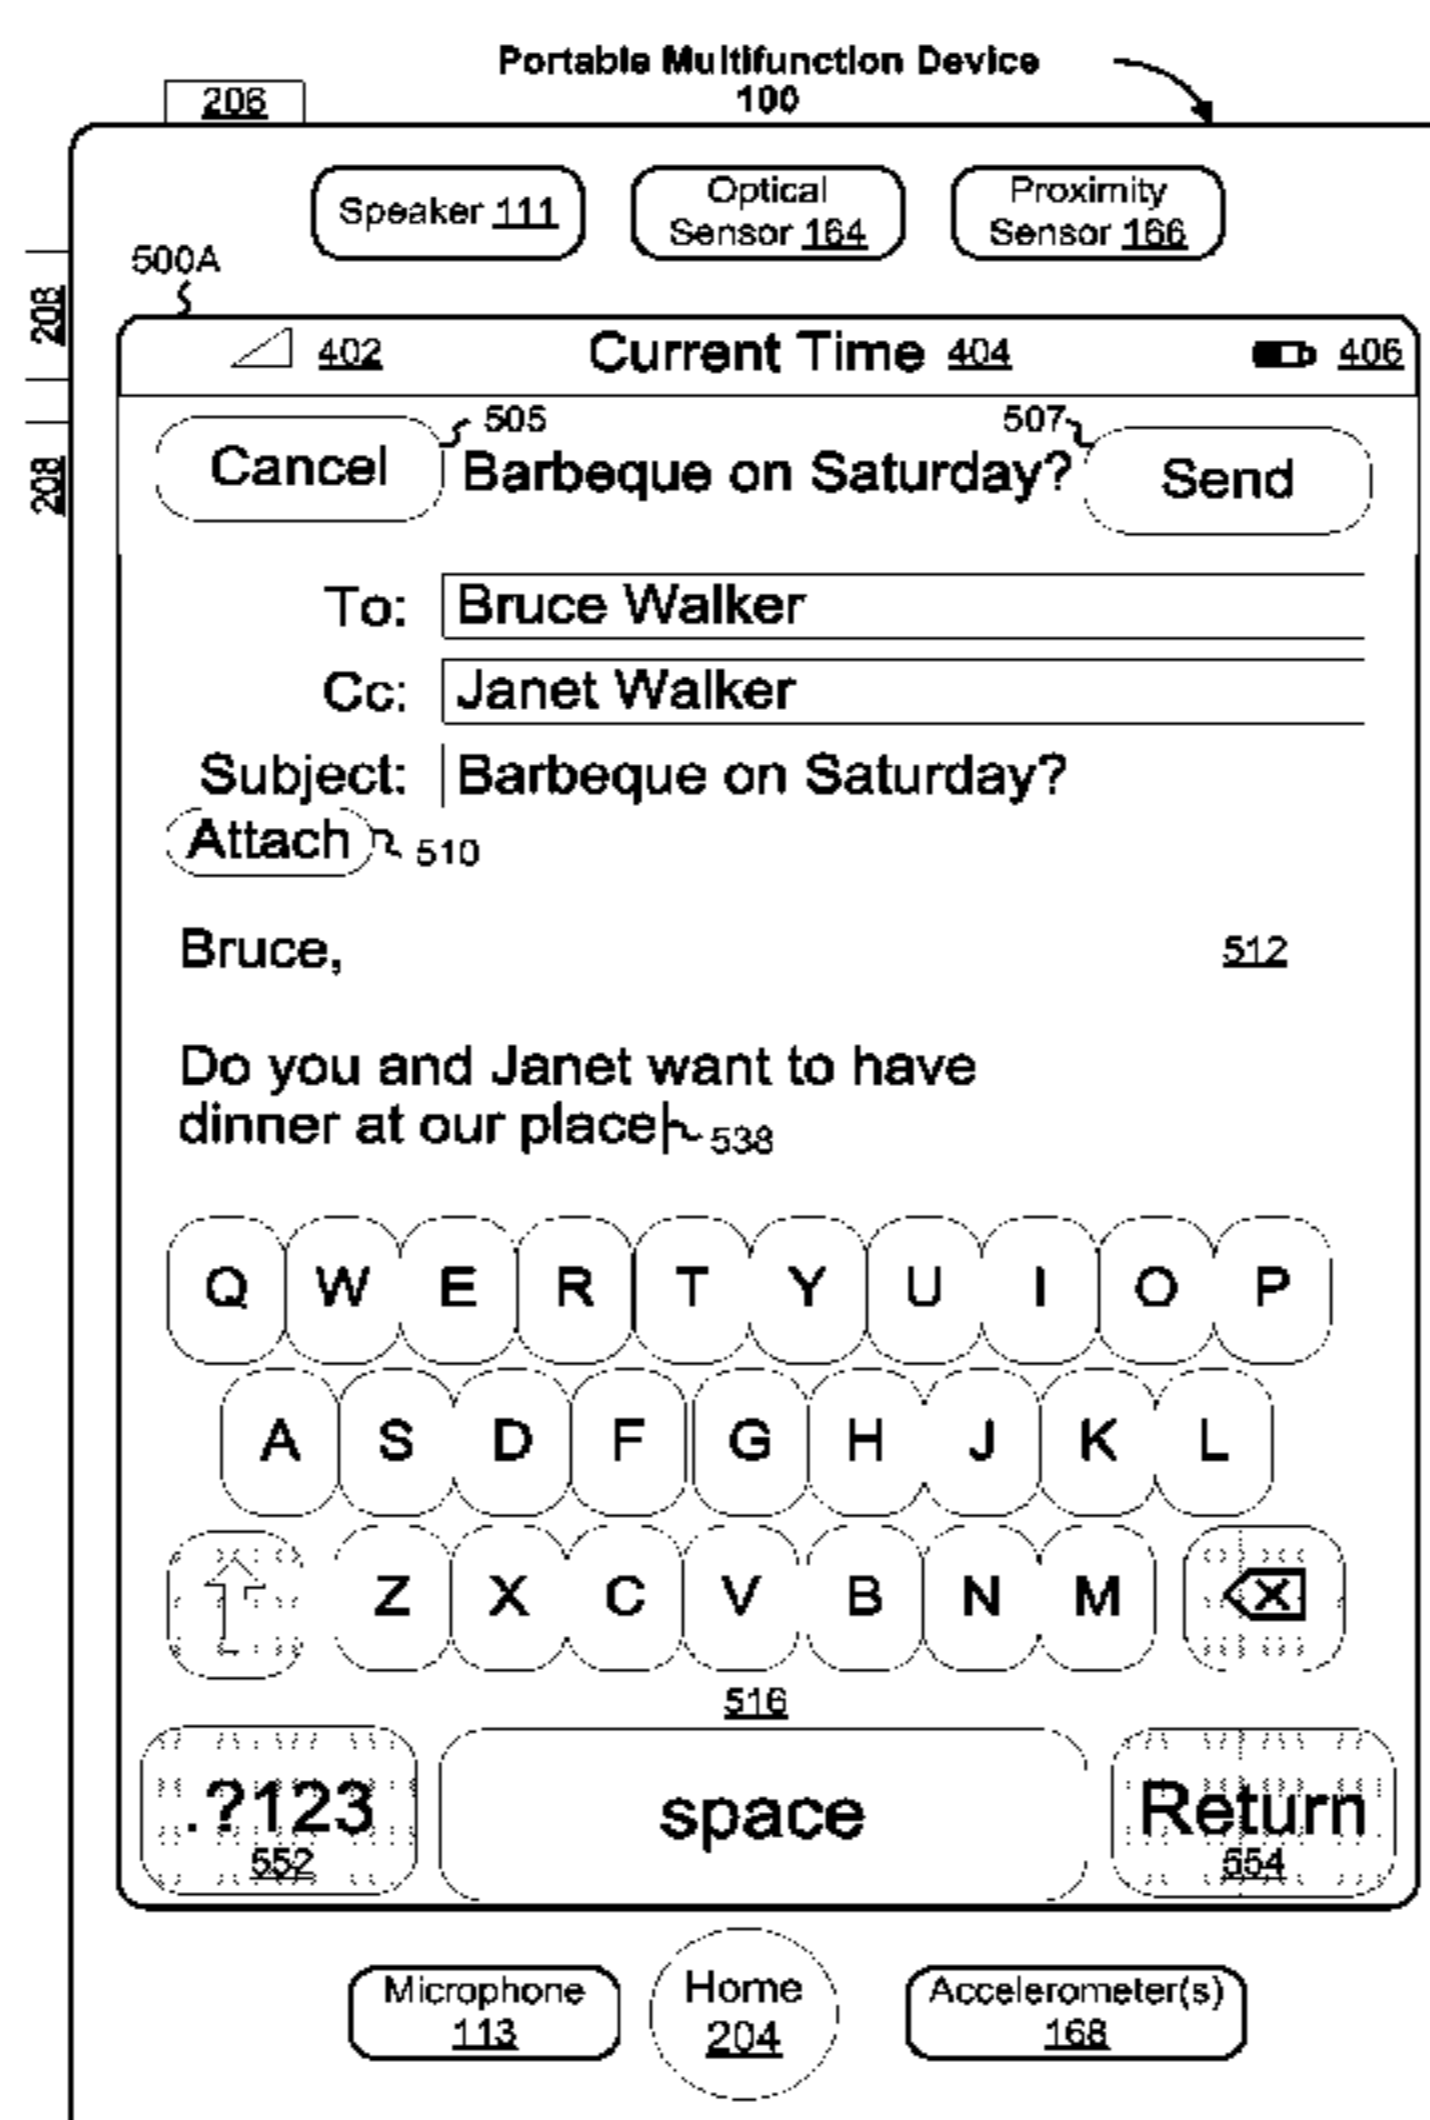 Portable Multifunction Device
100
206
Speaker 111
Optical
Sensor 164
Proximity
Sensor 166
500A
208
402
Current Time 404
406
505
507
Cancel
Barbeque on Saturday?
Send
208
To: Bruce Walker
Cc: Janet Walker
Subject: Barbeque on Saturday?
Attach 510
Bruce,
512
Do you and Janet want to have
dinner at our place 538
Q W E R T Y U I O P
A S D F G H J K L
Z X C V B N M
516
.?123
552
space
Return
554
Microphone
113
Home
204
Accelerometer(s)
168